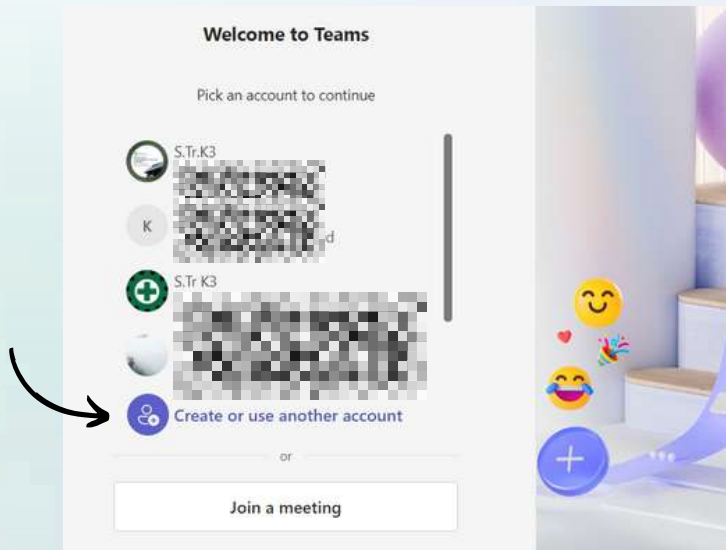 Welcome to Teams
Pick an account to continue
S.Tr.K3
K
d
S.Tr K3
Create or use another account
or
Join a meeting